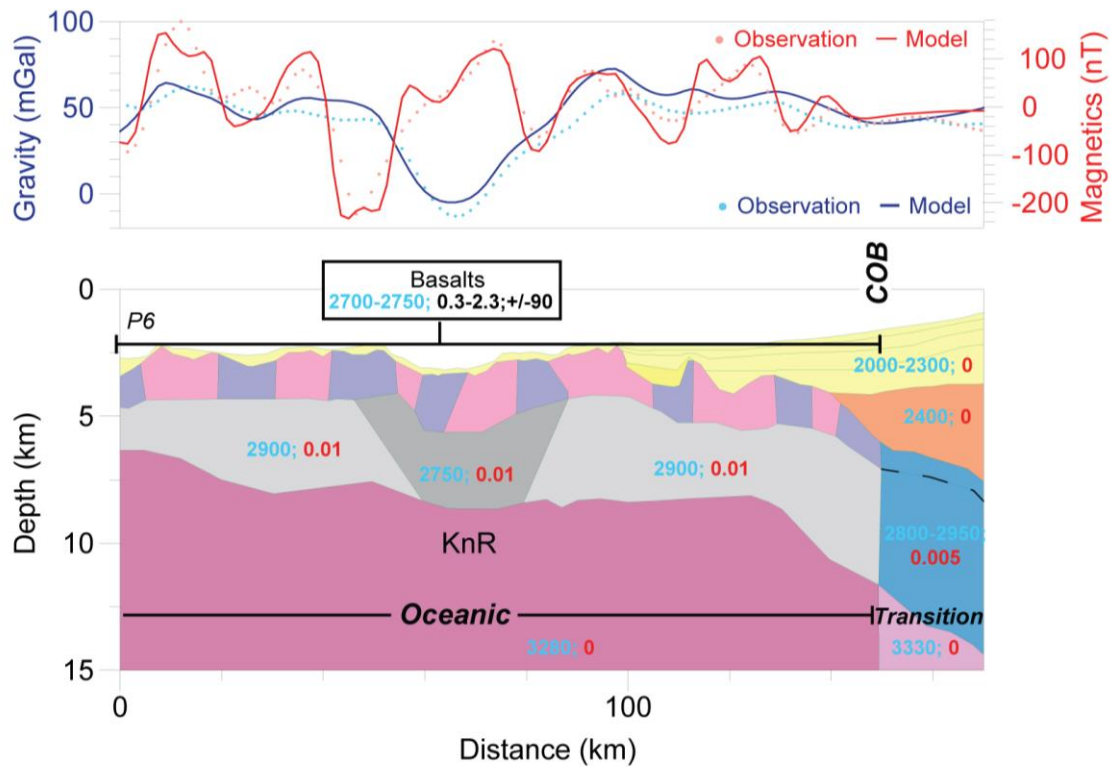 100
50
0
Gravity (mGal)
Observation — Model
Observation — Model
100
0
-100
-200
Magnetics (nT)
COB
Basalts
2700-2750; 0.3-2.3;+/-90
P6
0
5
10
15
Depth (km)
2000-2300; 0
2400; 0
2900; 0.01
2750; 0.01
2900; 0.01
2800-2950;
0.005
KnR
Oceanic
Transition
3280; 0
3330; 0
0
100
Distance (km)